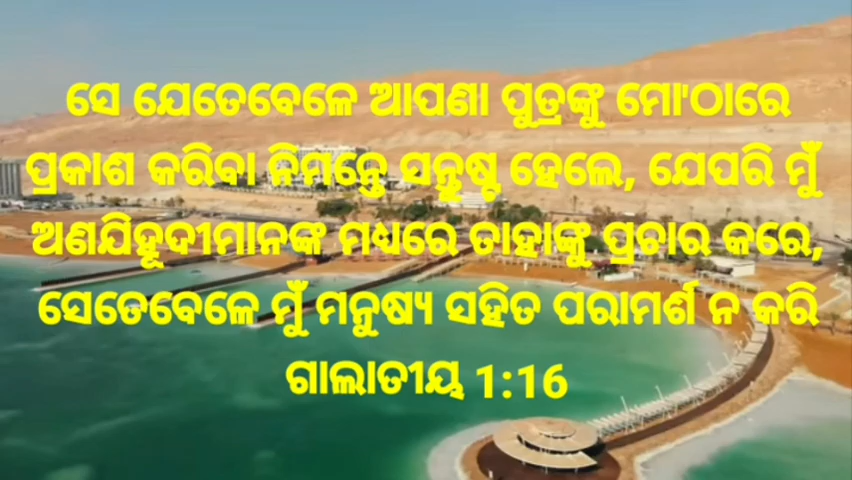 ସେ ଯେତେବେଳେ ଆପଣା ପୁତ୍ରଙ୍କୁ ମୋ'ଠାରେ
ପ୍ରକାଶ କରିବା ନିମନ୍ତେ ସନ୍ତୁଷ୍ଟ ହେଲେ, ଯେପରି ମୁଁ
ଅଣଯିହୂଦୀମାନଙ୍କ ମଧ୍ୟରେ ତାହାଙ୍କୁ ପ୍ରଚାର କରେ,
ସେତେବେଳେ ମୁଁ ମନୁଷ୍ୟ ସହିତ ପରାମର୍ଶ ନ କରି
ଗାଲାତୀୟ 1:16